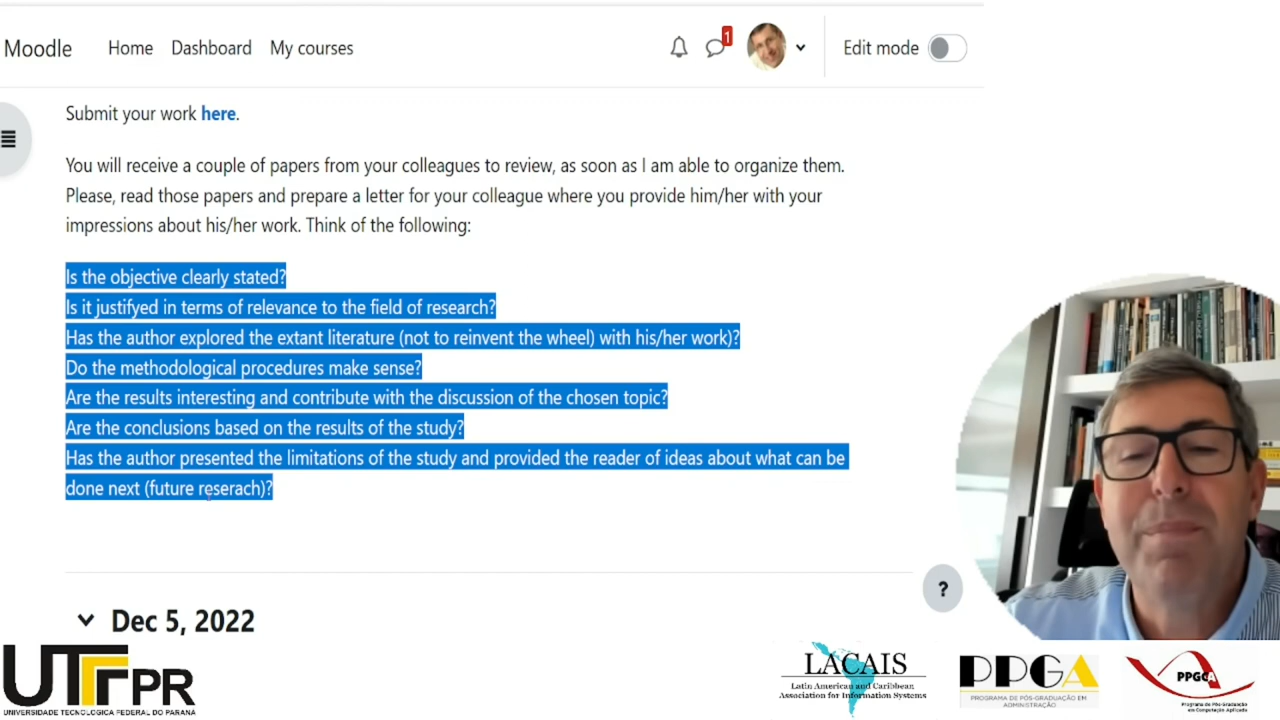 Moodle Home Dashboard My courses 1 Edit mode
Submit your work here.
You will receive a couple of papers from your colleagues to review, as soon as I am able to organize them.
Please, read those papers and prepare a letter for your colleague where you provide him/her with your
impressions about his/her work. Think of the following:
Is the objective clearly stated?
Is it justifyed in terms of relevance to the field of research?
Has the author explored the extant literature (not to reinvent the wheel) with his/her work)?
Do the methodological procedures make sense?
Are the results interesting and contribute with the discussion of the chosen topic?
Are the conclusions based on the results of the study?
Has the author presented the limitations of the study and provided the reader of ideas about what can be
done next (future reserach)?
?
Dec 5, 2022
UTFPR
UNIVERSIDADE TECNOLÓGICA FEDERAL DO PARANÁ
LACAIS
Latin American and Caribbean
Association for Information Systems
PPGA
PROGRAMA DE PÓS-GRADUAÇÃO EM
ADMINISTRAÇÃO
PPGCA
Programa de Pós-Graduação
em Computação Aplicada